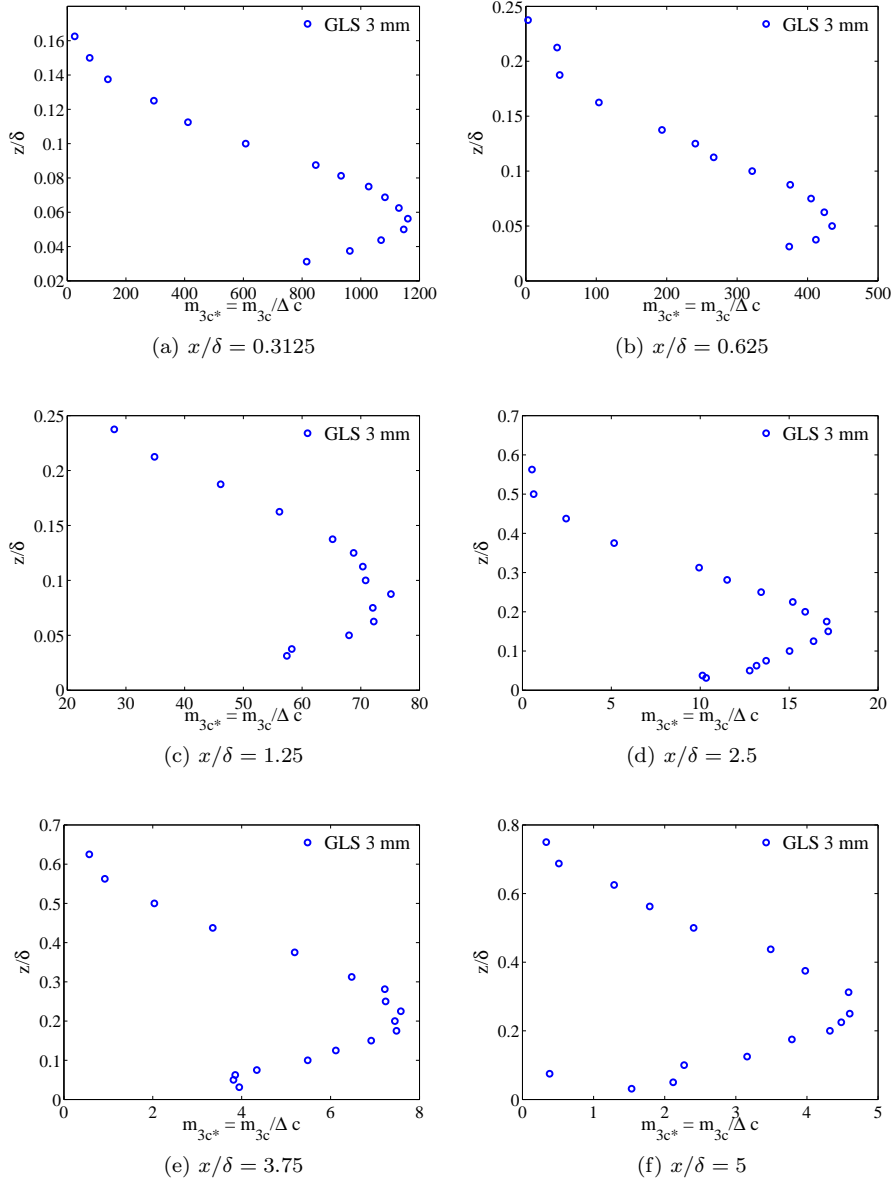 GLS 3 mm
z/δ
0.16
0.14
0.12
0.1
0.08
0.06
0.04
0.02
0 200 400 600 800 1000 1200
m3c* = m3c/Δ c
(a) x/δ = 0.3125
GLS 3 mm
z/δ
0.25
0.2
0.15
0.1
0.05
0
0 100 200 300 400 500
m3c* = m3c/Δ c
(b) x/δ = 0.625
GLS 3 mm
z/δ
0.25
0.2
0.15
0.1
0.05
0
20 30 40 50 60 70 80
m3c* = m3c/Δ c
(c) x/δ = 1.25
GLS 3 mm
z/δ
0.7
0.6
0.5
0.4
0.3
0.2
0.1
0
0 5 10 15 20
m3c* = m3c/Δ c
(d) x/δ = 2.5
GLS 3 mm
z/δ
0.7
0.6
0.5
0.4
0.3
0.2
0.1
0
0 2 4 6 8
m3c* = m3c/Δ c
(e) x/δ = 3.75
GLS 3 mm
z/δ
0.8
0.6
0.4
0.2
0
0 1 2 3 4 5
m3c* = m3c/Δ c
(f) x/δ = 5